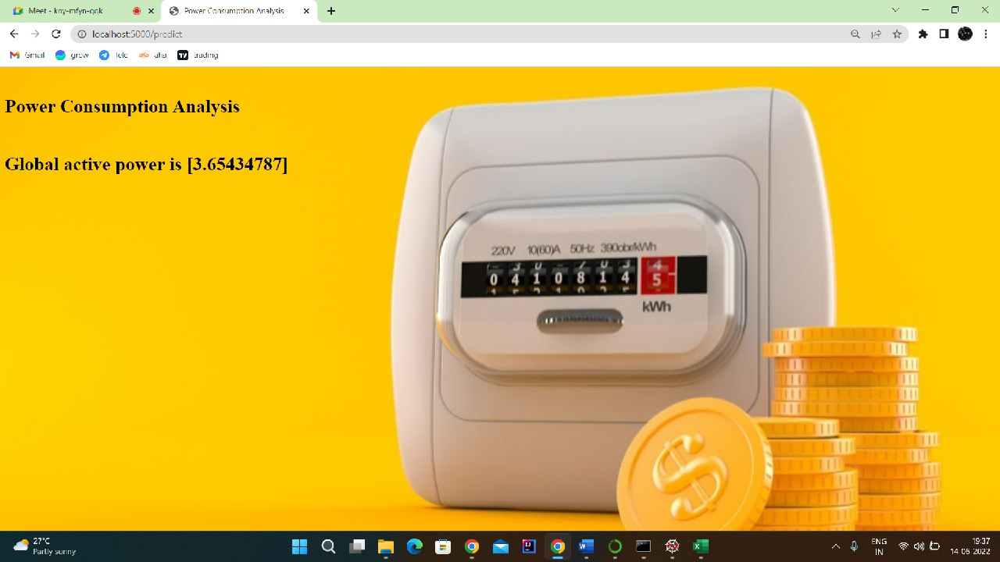 Meet - kny-mfyn-qqk
Power Consumption Analysis
localhost:5000/predict
Gmail
grow
Tele
aha
trading
Power Consumption Analysis
Global active power is [3.65434787]
220V 10(60)A 50Hz 390obr/kWh
0 4 1 0 8 1 4 5
kWh
27°C
Partly sunny
ENG
IN
19:37
14-06-2022